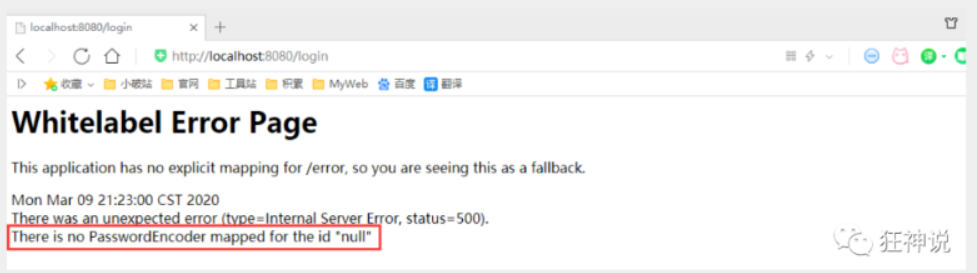 localhost:8080/login
http://localhost:8080/login
收藏 小破站 官网 工具站 积累 MyWeb 百度 译 翻译
Whitelabel Error Page
This application has no explicit mapping for /error, so you are seeing this as a fallback.
Mon Mar 09 21:23:00 CST 2020
There was an unexpected error (type=Internal Server Error, status=500).
There is no PasswordEncoder mapped for the id "null"
狂神说